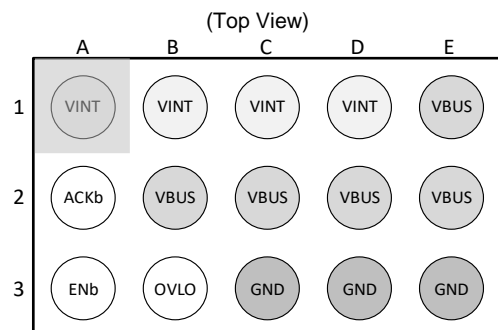 (Top View)
A B C D E
1 VINT VINT VINT VINT VBUS
2 ACKb VBUS VBUS VBUS VBUS
3 ENb OVLO GND GND GND